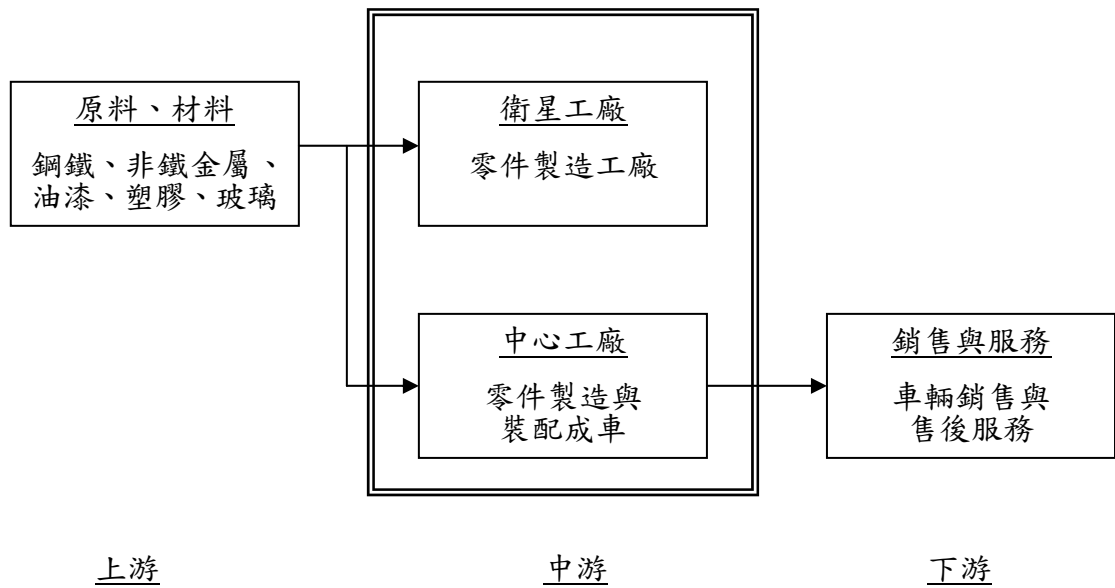 原料、材料
鋼鐵、非鐵金屬、
油漆、塑膠、玻璃
衛星工廠
零件製造工廠
中心工廠
零件製造與
裝配成車
銷售與服務
車輛銷售與
售後服務
上游
中游
下游